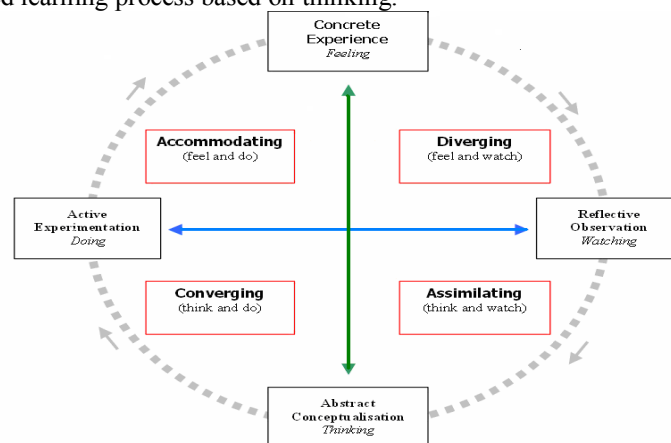 d learning process based on thinking.
Concrete
Experience
Feeling
Accommodating
(feel and do)
Diverging
(feel and watch)
Active
Experimentation
Doing
Reflective
Observation
Watching
Converging
(think and do)
Assimilating
(think and watch)
Abstract
Conceptualisation
Thinking